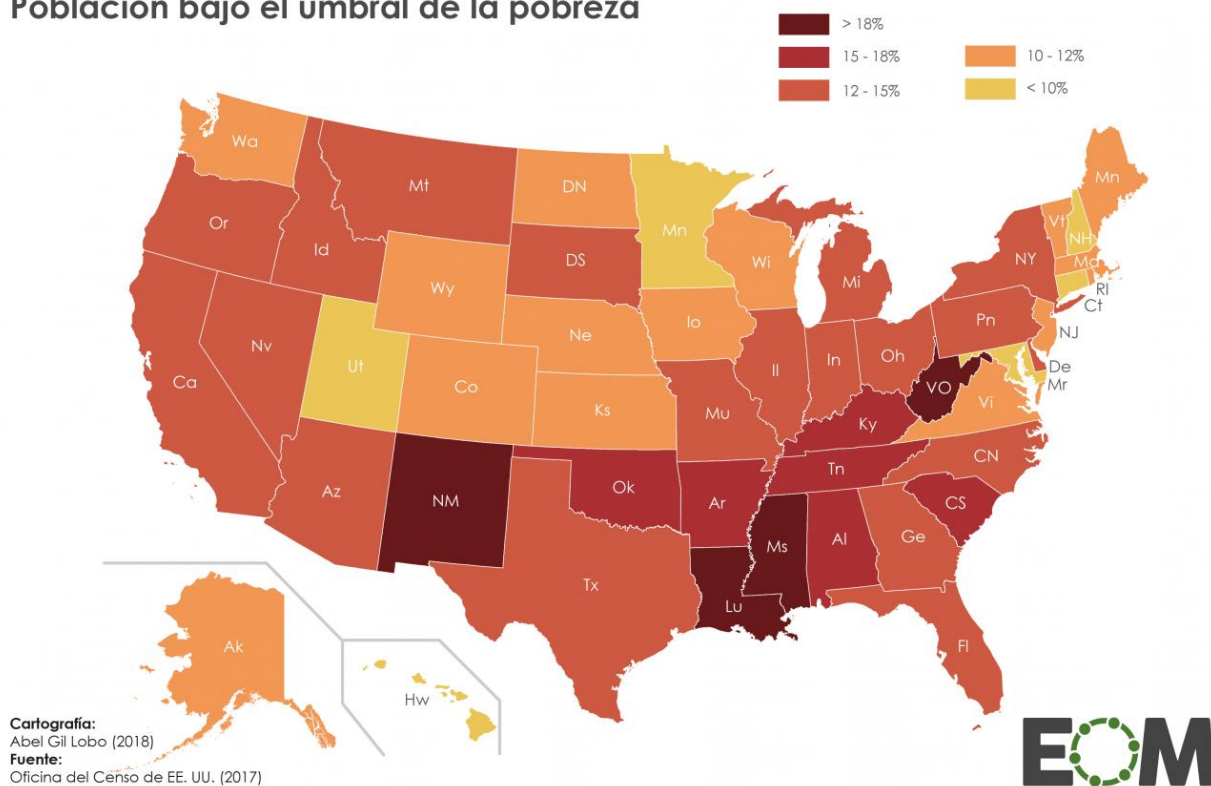 Población bajo el umbral de la pobreza
> 18%
15 - 18%
12 - 15%
10 - 12%
< 10%
Wa
Mt
DN
Mn
Mn
Or
Id
DS
Wi
Mi
NY
Vt
NH
Ma
RI
Ct
Wy
Ne
Io
Pn
NJ
Nv
Ut
Co
Ks
Il
In
Oh
De
Mr
Ca
Mu
VO
Vi
Ky
CN
Az
NM
Ok
Ar
Tn
CS
Ms
Al
Ge
Tx
Lu
Fl
Ak
Hw
Cartografía:
Abel Gil Lobo (2018)
Fuente:
Oficina del Censo de EE. UU. (2017)
EOM